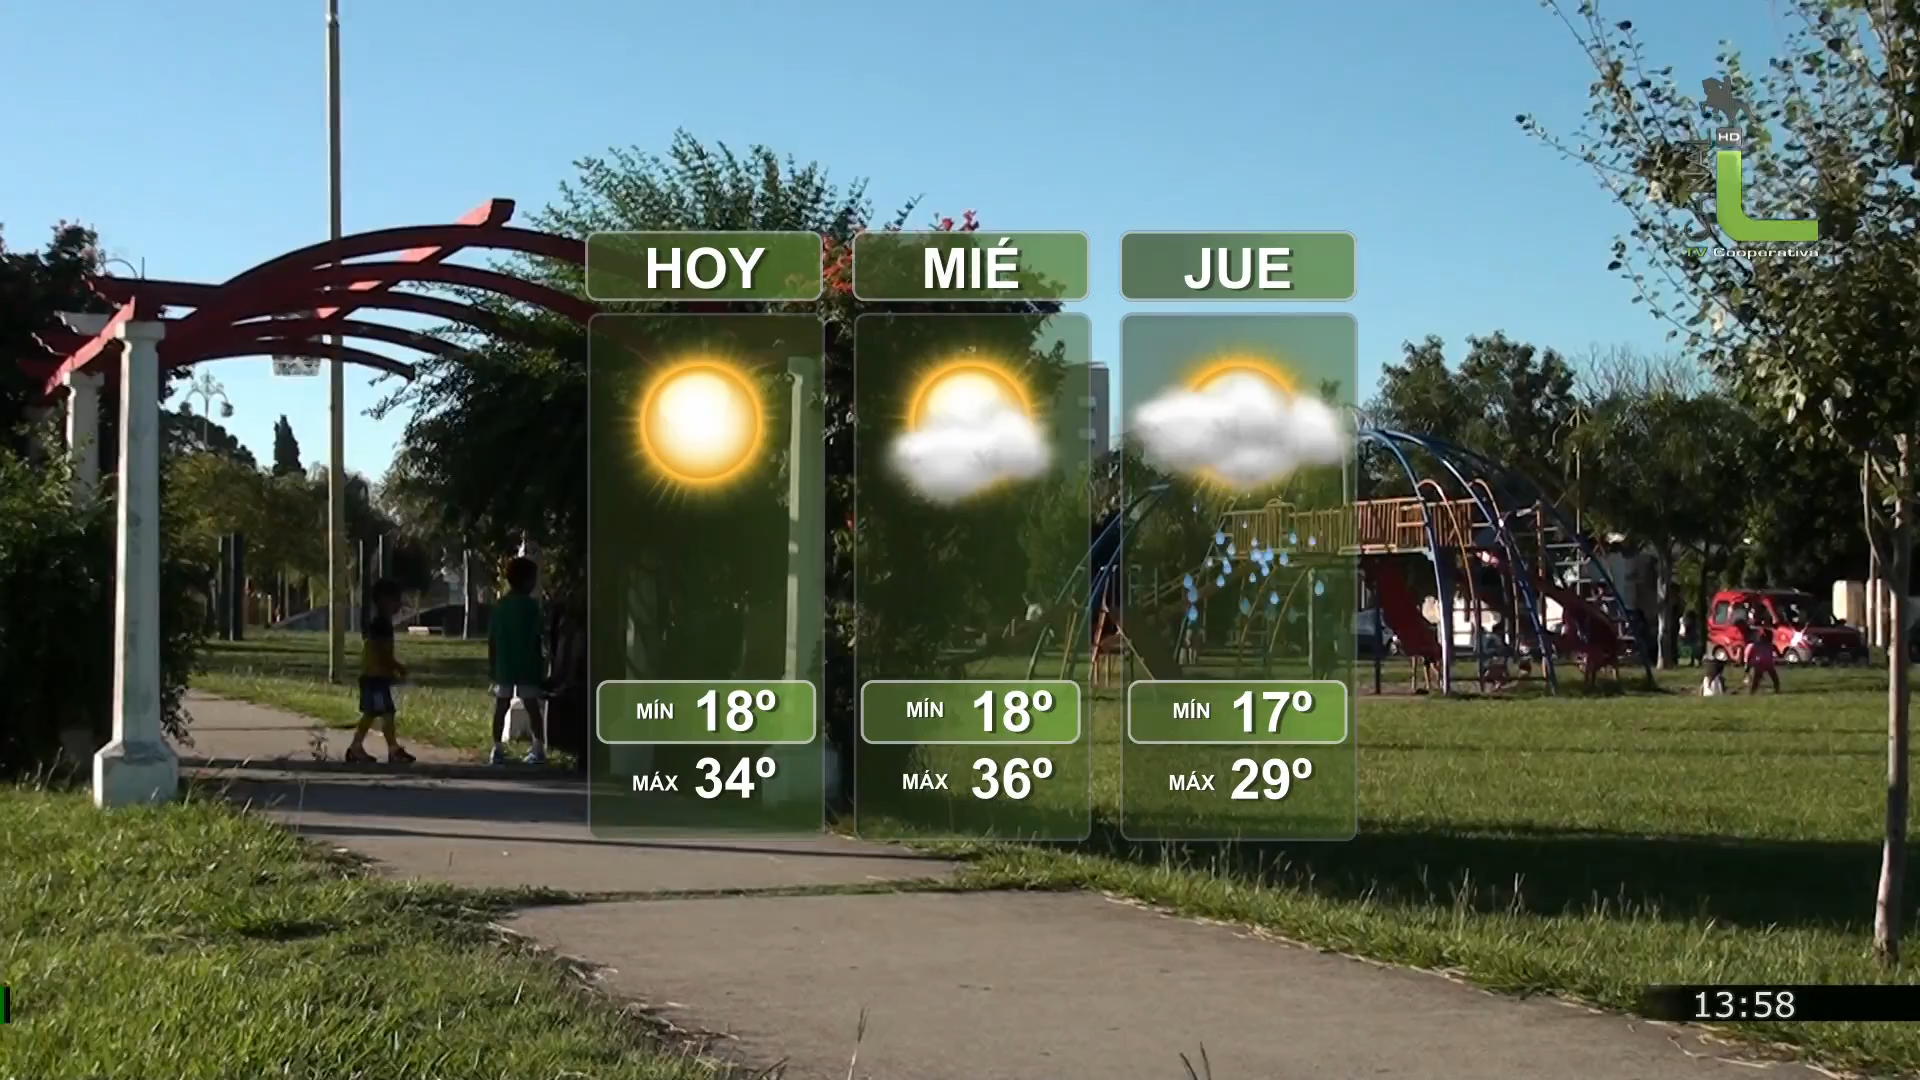 HOY
MIÉ
JUE
MÍN 18º
MÍN 18º
MÍN 17º
MÁX 34º
MÁX 36º
MÁX 29º
HD
CANAL
TV Cooperativa
13:58